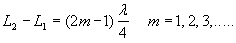 L₂ − L₁ = (2m − 1) λ/4  m = 1, 2, 3, .....